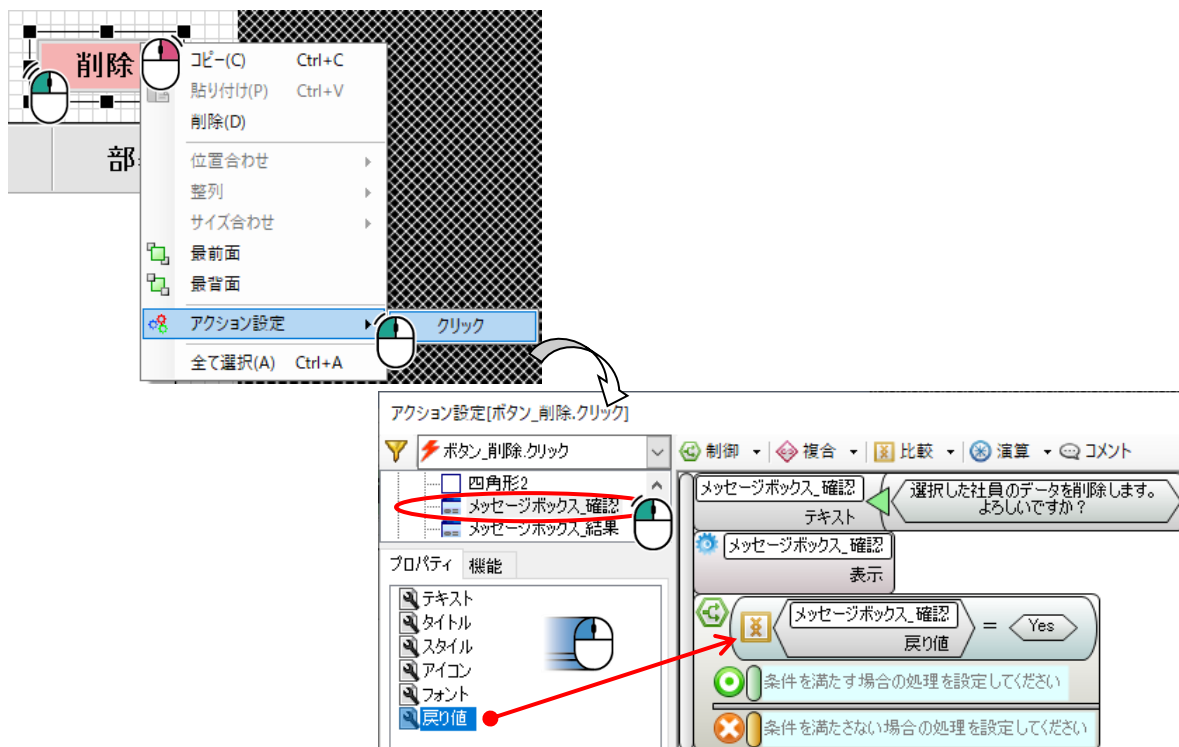 削除
コピー(C) Ctrl+C
貼り付け(P) Ctrl+V
削除(D)
部
位置合わせ
整列
サイズ合わせ
最前面
最背面
アクション設定
クリック
全て選択(A) Ctrl+A
アクション設定[ボタン_削除.クリック]
ボタン_削除.クリック
制御
複合
比較
演算
コメント
四角形2
メッセージボックス_確認
メッセージボックス_結果
プロパティ
機能
テキスト
タイトル
スタイル
アイコン
フォント
戻り値
メッセージボックス_確認
テキスト
選択した社員のデータを削除します。
よろしいですか？
メッセージボックス_確認
表示
メッセージボックス_確認
戻り値
= Yes
条件を満たす場合の処理を設定してください
条件を満たさない場合の処理を設定してください